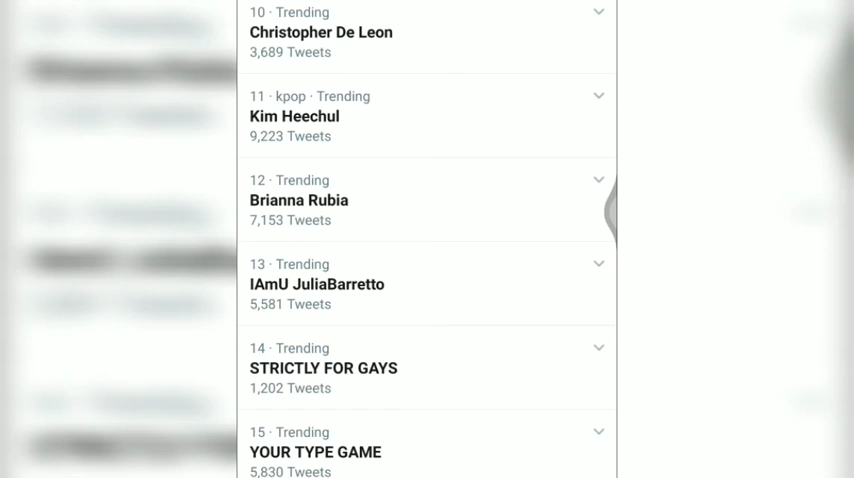 10 · Trending
Christopher De Leon
3,689 Tweets
11 · kpop · Trending
Kim Heechul
9,223 Tweets
12 · Trending
Brianna Rubia
7,153 Tweets
13 · Trending
IAmU JuliaBarretto
5,581 Tweets
14 · Trending
STRICTLY FOR GAYS
1,202 Tweets
15 · Trending
YOUR TYPE GAME
5,830 Tweets